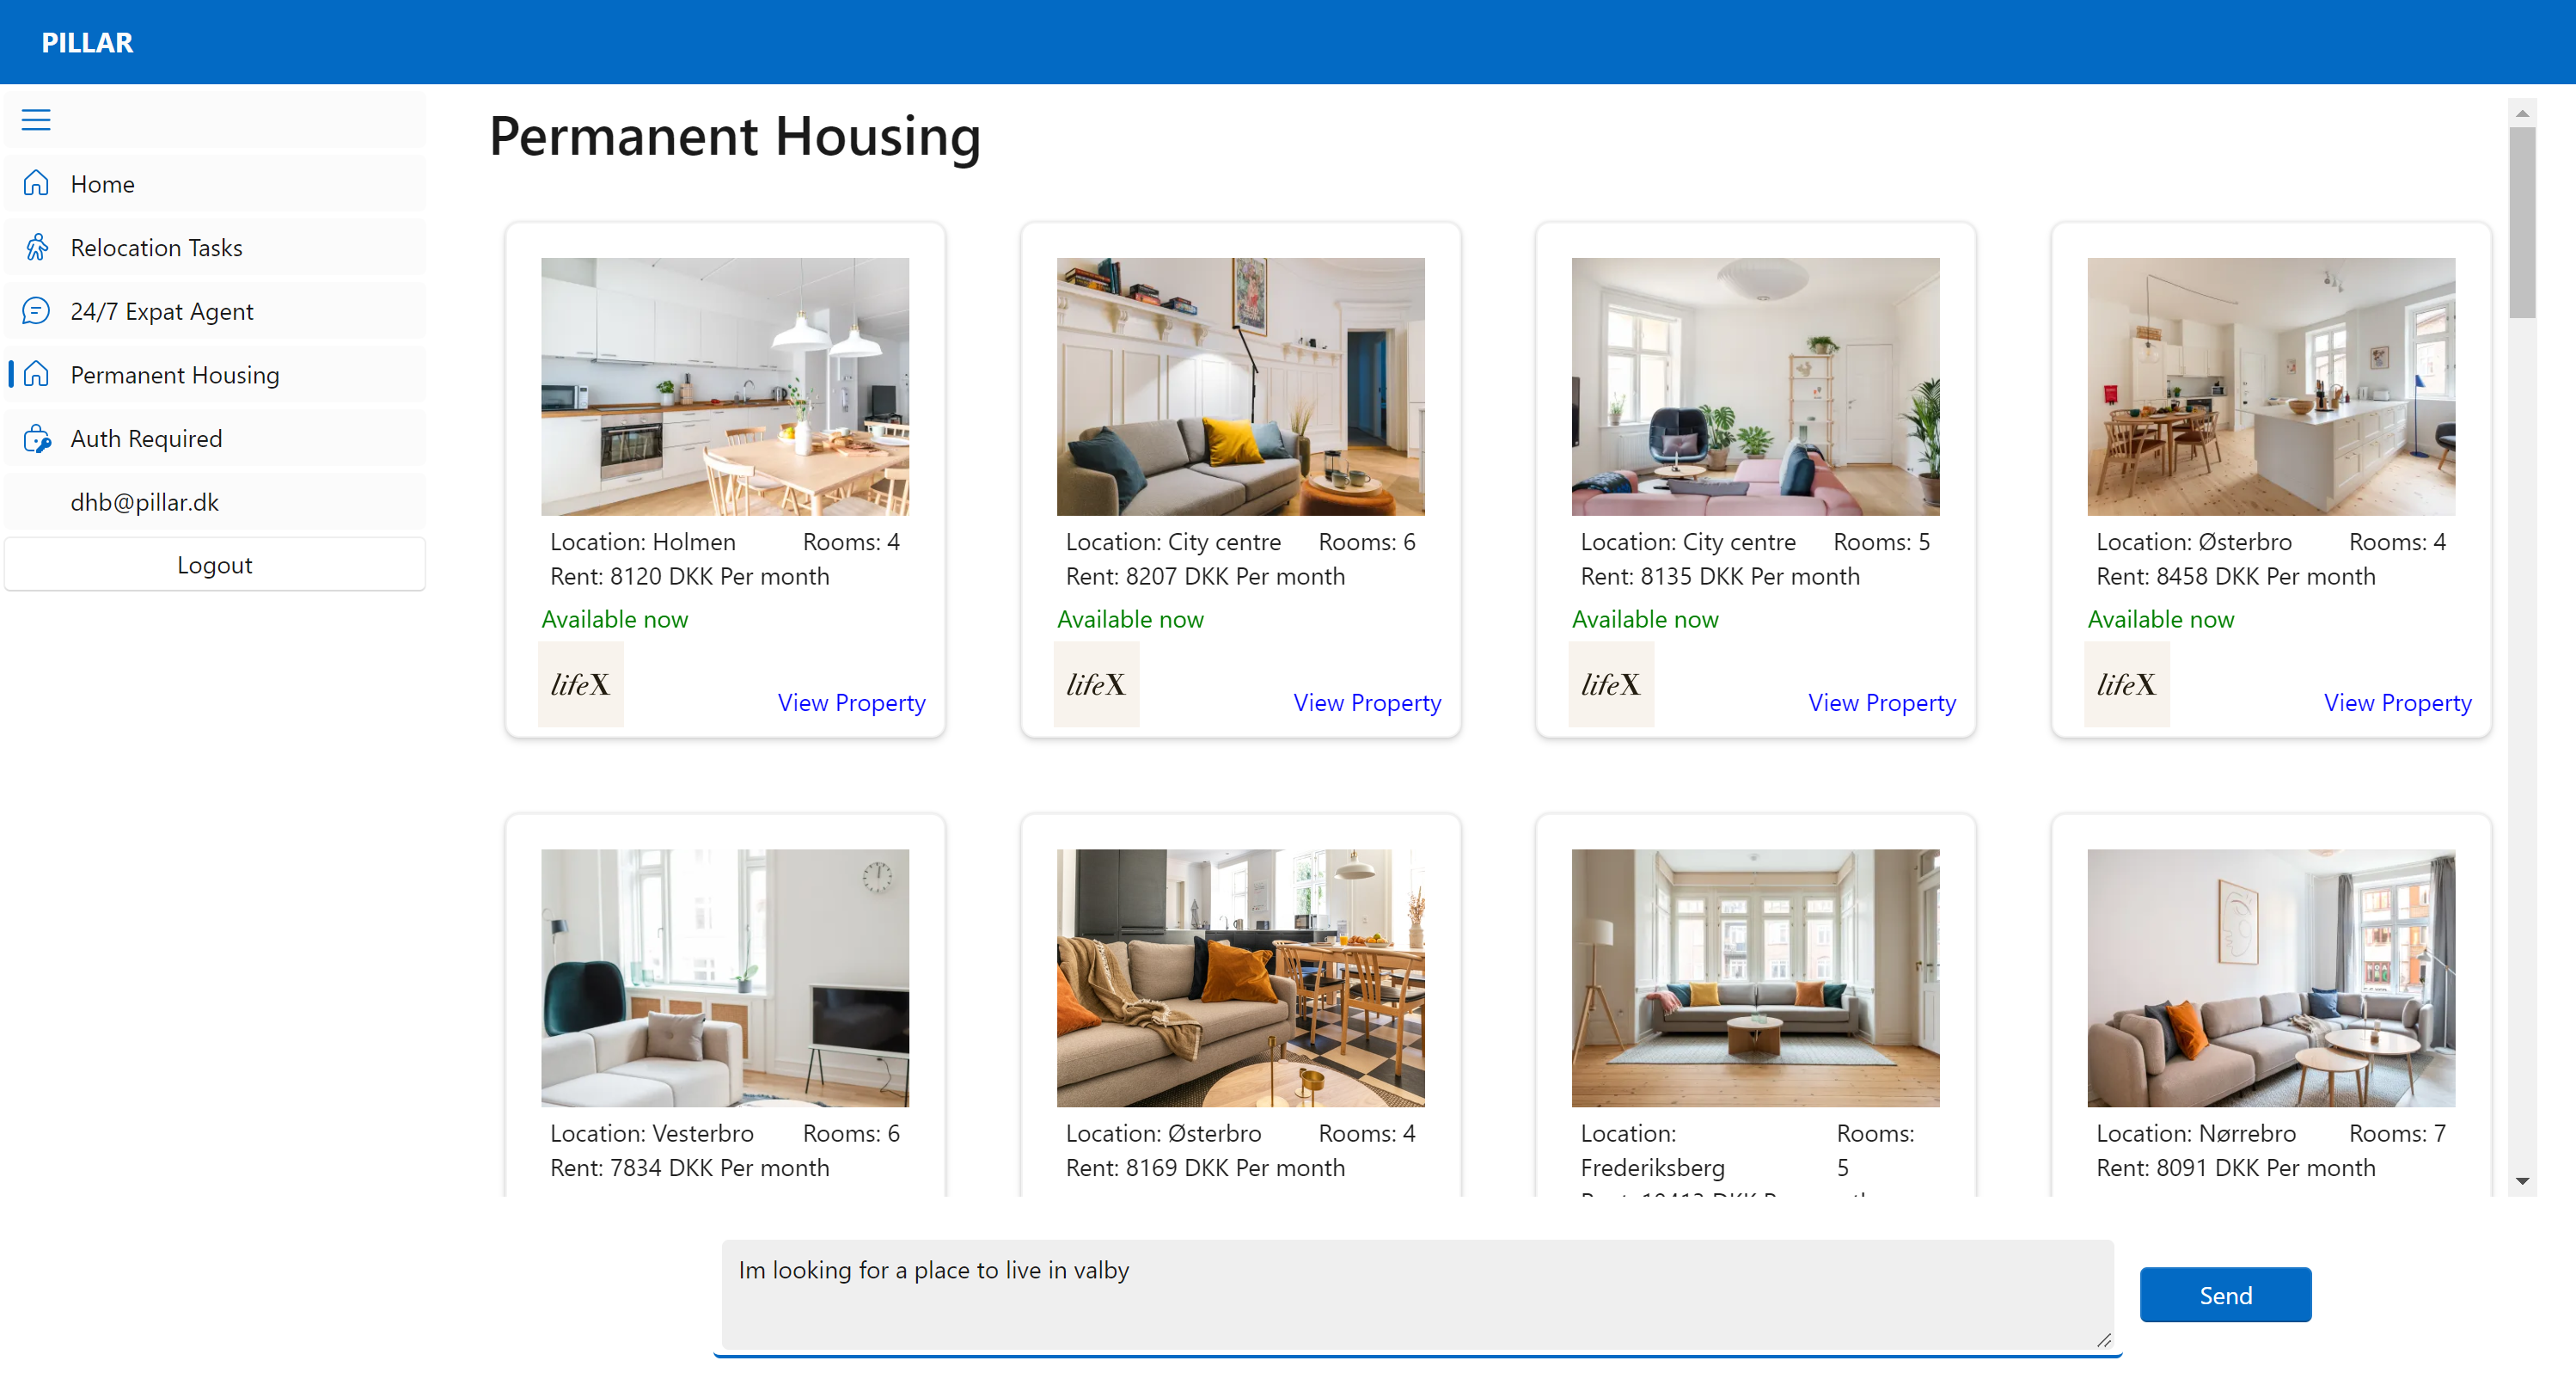 PILLAR
Home
Relocation Tasks
24/7 Expat Agent
Permanent Housing
Auth Required
dhb@pillar.dk
Logout
Permanent Housing
Location: Holmen Rooms: 4
Rent: 8120 DKK Per month
Available now
lifeX
View Property
Location: City centre Rooms: 6
Rent: 8207 DKK Per month
Available now
lifeX
View Property
Location: City centre Rooms: 5
Rent: 8135 DKK Per month
Available now
lifeX
View Property
Location: Østerbro Rooms: 4
Rent: 8458 DKK Per month
Available now
lifeX
View Property
Location: Vesterbro Rooms: 6
Rent: 7834 DKK Per month
Location: Østerbro Rooms: 4
Rent: 8169 DKK Per month
Location: Rooms:
Frederiksberg 5
Location: Nørrebro Rooms: 7
Rent: 8091 DKK Per month
Im looking for a place to live in valby
Send